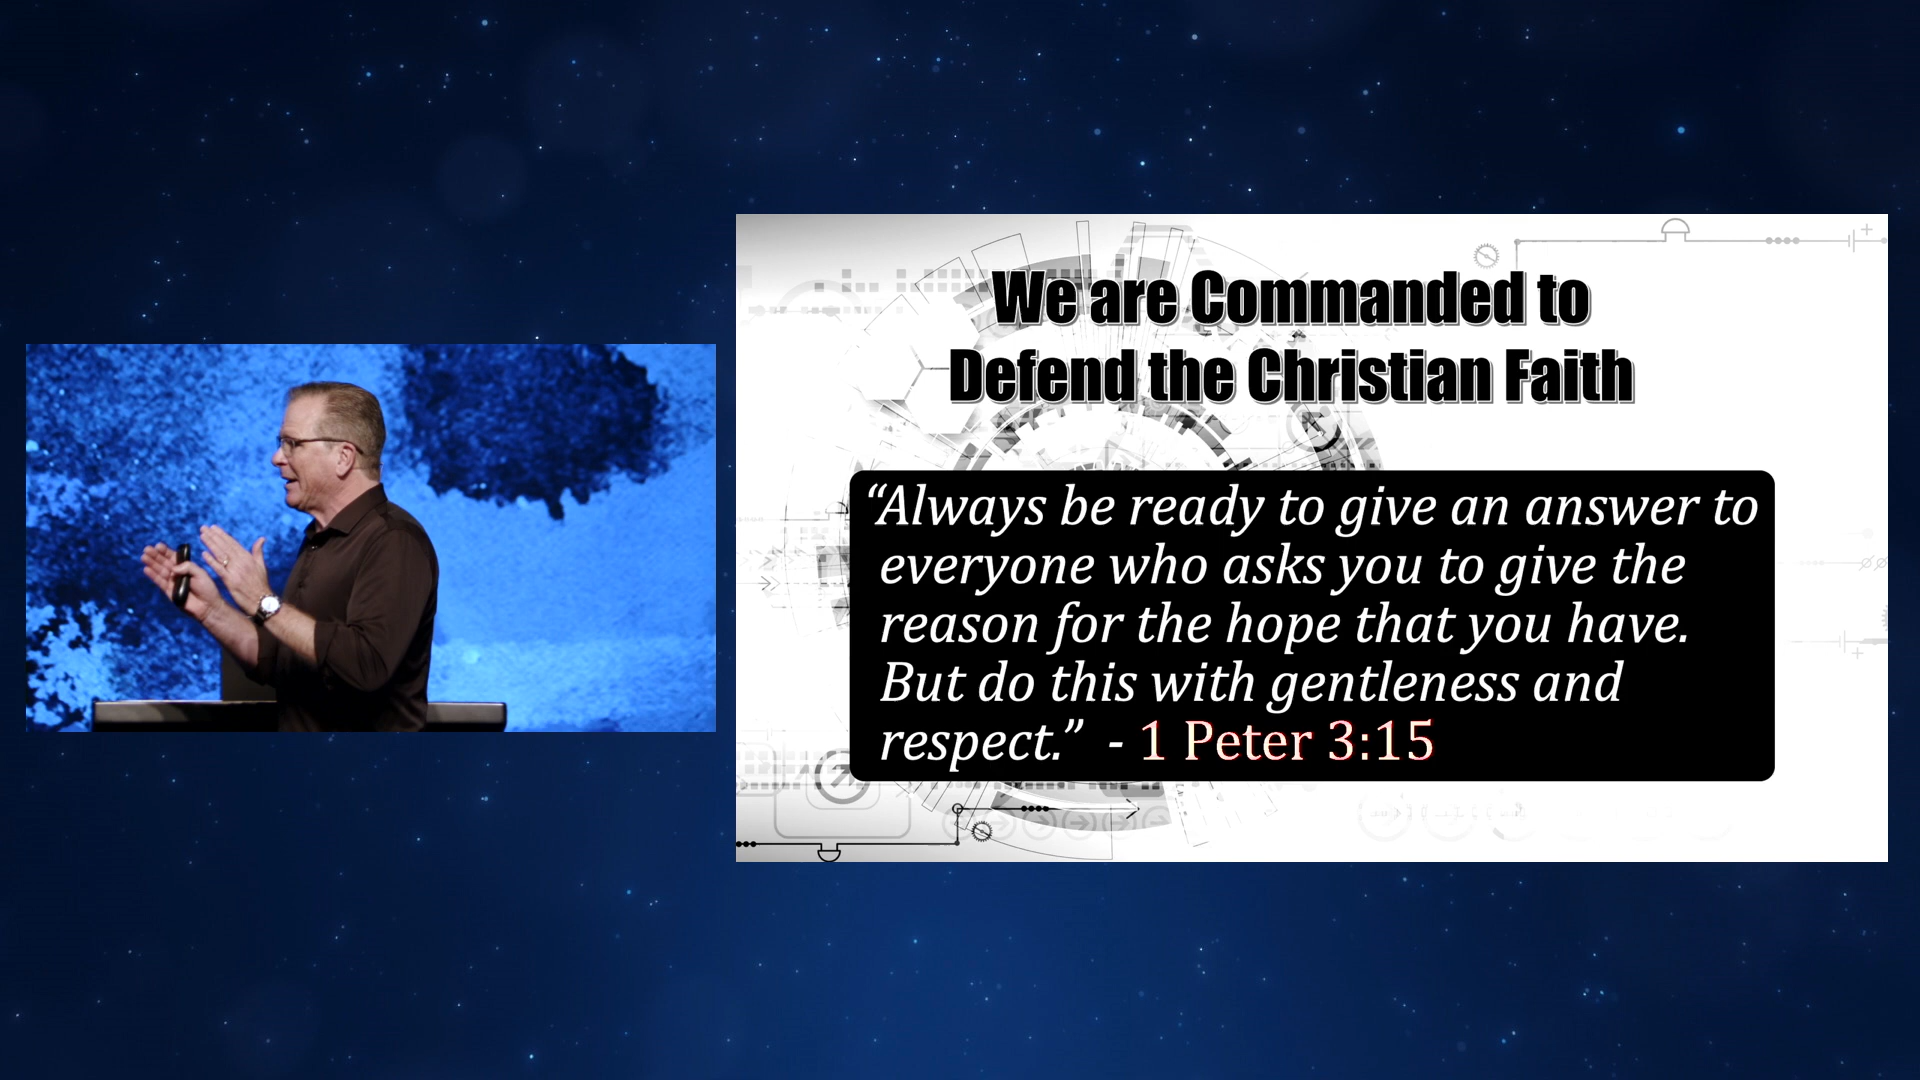 We are Commanded to
Defend the Christian Faith
“Always be ready to give an answer to
everyone who asks you to give the
reason for the hope that you have.
But do this with gentleness and
respect.” - 1 Peter 3:15